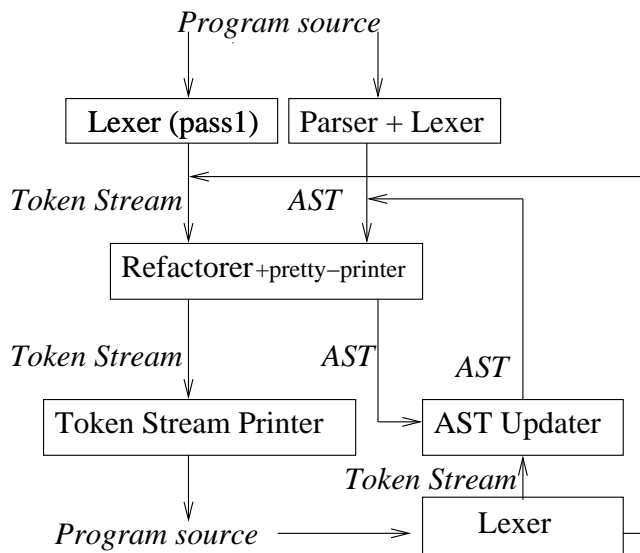 Program source
Lexer (pass1)
Parser + Lexer
Token Stream
AST
Refactorer +pretty−printer
Token Stream
AST
AST
Token Stream Printer
AST Updater
Token Stream
Program source
Lexer